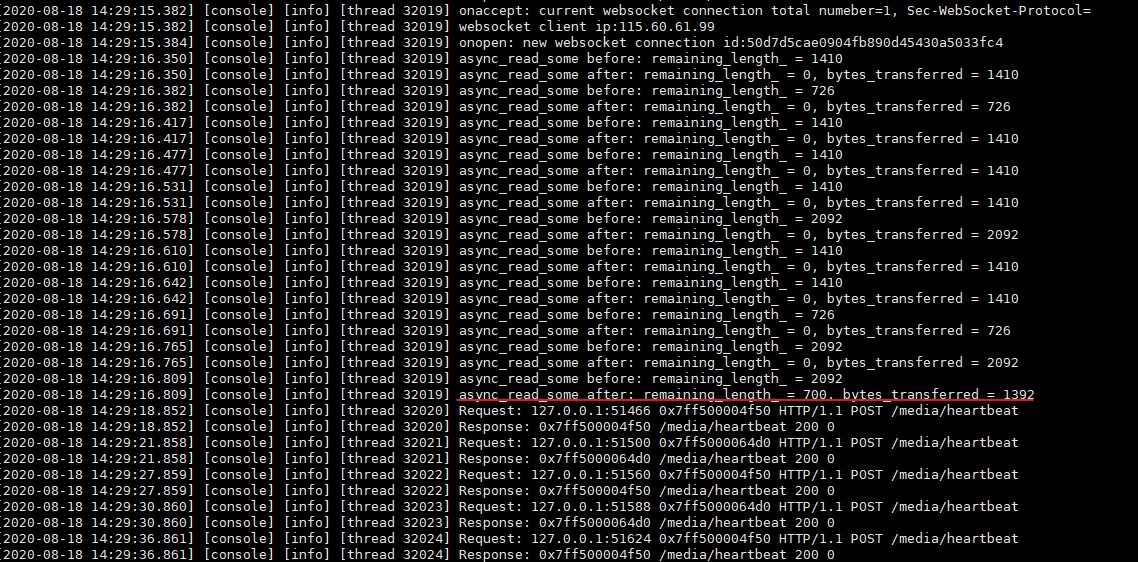 [2020-08-18 14:29:15.382] [console] [info] [thread 32019] onaccept: current websocket connection total numeber=1, Sec-WebSocket-Protocol=
[2020-08-18 14:29:15.382] [console] [info] [thread 32019] websocket client ip:115.60.61.99
[2020-08-18 14:29:15.384] [console] [info] [thread 32019] onopen: new websocket connection id:50d7d5cae0904fb890d45430a5033fc4
[2020-08-18 14:29:16.350] [console] [info] [thread 32019] async_read_some before: remaining_length_ = 1410
[2020-08-18 14:29:16.350] [console] [info] [thread 32019] async_read_some after: remaining_length_ = 0, bytes_transferred = 1410
[2020-08-18 14:29:16.382] [console] [info] [thread 32019] async_read_some before: remaining_length_ = 726
[2020-08-18 14:29:16.382] [console] [info] [thread 32019] async_read_some after: remaining_length_ = 0, bytes_transferred = 726
[2020-08-18 14:29:16.417] [console] [info] [thread 32019] async_read_some before: remaining_length_ = 1410
[2020-08-18 14:29:16.417] [console] [info] [thread 32019] async_read_some after: remaining_length_ = 0, bytes_transferred = 1410
[2020-08-18 14:29:16.477] [console] [info] [thread 32019] async_read_some before: remaining_length_ = 1410
[2020-08-18 14:29:16.477] [console] [info] [thread 32019] async_read_some after: remaining_length_ = 0, bytes_transferred = 1410
[2020-08-18 14:29:16.531] [console] [info] [thread 32019] async_read_some before: remaining_length_ = 1410
[2020-08-18 14:29:16.531] [console] [info] [thread 32019] async_read_some after: remaining_length_ = 0, bytes_transferred = 1410
[2020-08-18 14:29:16.578] [console] [info] [thread 32019] async_read_some before: remaining_length_ = 2092
[2020-08-18 14:29:16.578] [console] [info] [thread 32019] async_read_some after: remaining_length_ = 0, bytes_transferred = 2092
[2020-08-18 14:29:16.610] [console] [info] [thread 32019] async_read_some before: remaining_length_ = 1410
[2020-08-18 14:29:16.610] [console] [info] [thread 32019] async_read_some after: remaining_length_ = 0, bytes_transferred = 1410
[2020-08-18 14:29:16.642] [console] [info] [thread 32019] async_read_some before: remaining_length_ = 1410
[2020-08-18 14:29:16.642] [console] [info] [thread 32019] async_read_some after: remaining_length_ = 0, bytes_transferred = 1410
[2020-08-18 14:29:16.691] [console] [info] [thread 32019] async_read_some before: remaining_length_ = 726
[2020-08-18 14:29:16.691] [console] [info] [thread 32019] async_read_some after: remaining_length_ = 0, bytes_transferred = 726
[2020-08-18 14:29:16.765] [console] [info] [thread 32019] async_read_some before: remaining_length_ = 2092
[2020-08-18 14:29:16.765] [console] [info] [thread 32019] async_read_some after: remaining_length_ = 0, bytes_transferred = 2092
[2020-08-18 14:29:16.809] [console] [info] [thread 32019] async_read_some before: remaining_length_ = 2092
[2020-08-18 14:29:16.809] [console] [info] [thread 32019] async_read_some after: remaining_length_ = 700, bytes_transferred = 1392
[2020-08-18 14:29:18.852] [console] [info] [thread 32020] Request: 127.0.0.1:51466 0x7ff500004f50 HTTP/1.1 POST /media/heartbeat
[2020-08-18 14:29:18.852] [console] [info] [thread 32020] Response: 0x7ff500004f50 /media/heartbeat 200 0
[2020-08-18 14:29:21.858] [console] [info] [thread 32021] Request: 127.0.0.1:51500 0x7ff5000064d0 HTTP/1.1 POST /media/heartbeat
[2020-08-18 14:29:21.858] [console] [info] [thread 32021] Response: 0x7ff5000064d0 /media/heartbeat 200 0
[2020-08-18 14:29:27.859] [console] [info] [thread 32022] Request: 127.0.0.1:51560 0x7ff500004f50 HTTP/1.1 POST /media/heartbeat
[2020-08-18 14:29:27.859] [console] [info] [thread 32022] Response: 0x7ff500004f50 /media/heartbeat 200 0
[2020-08-18 14:29:30.860] [console] [info] [thread 32023] Request: 127.0.0.1:51588 0x7ff5000064d0 HTTP/1.1 POST /media/heartbeat
[2020-08-18 14:29:30.860] [console] [info] [thread 32023] Response: 0x7ff5000064d0 /media/heartbeat 200 0
[2020-08-18 14:29:36.861] [console] [info] [thread 32024] Request: 127.0.0.1:51624 0x7ff500004f50 HTTP/1.1 POST /media/heartbeat
[2020-08-18 14:29:36.861] [console] [info] [thread 32024] Response: 0x7ff500004f50 /media/heartbeat 200 0